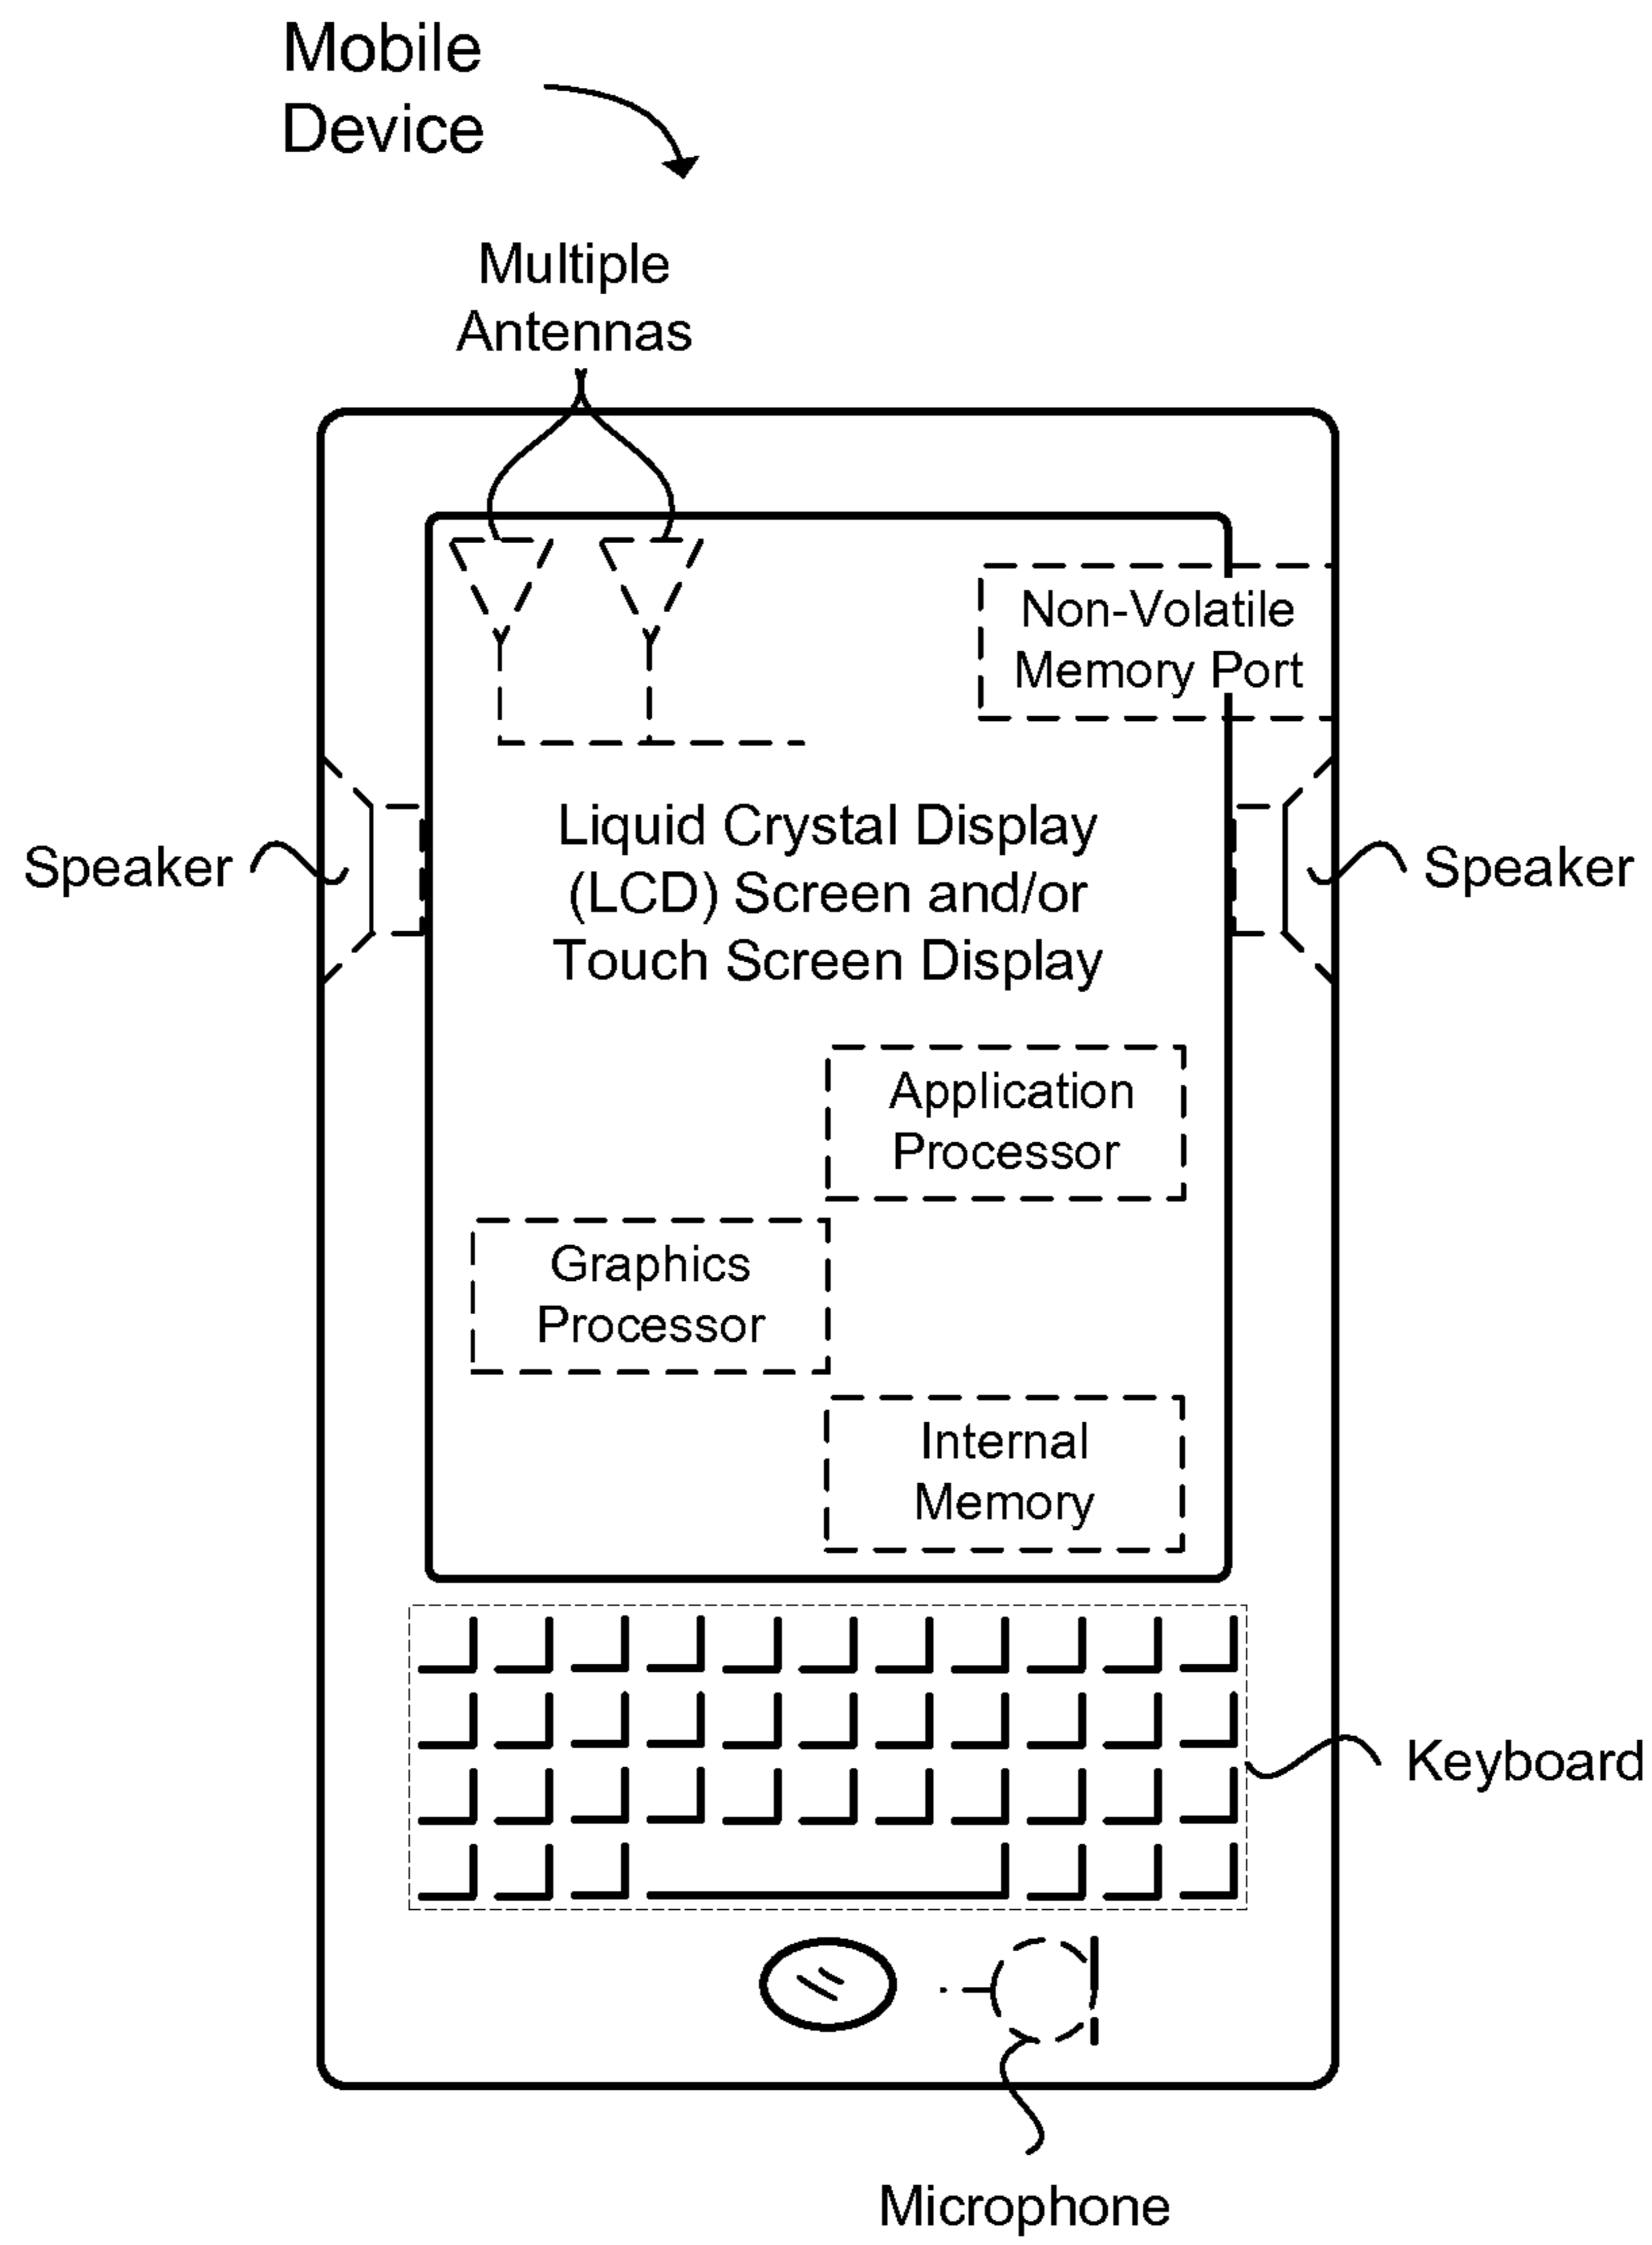 Mobile
Device
Multiple
Antennas
Non-Volatile
Memory Port
Liquid Crystal Display
(LCD) Screen and/or
Touch Screen Display
Speaker
Speaker
Application
Processor
Graphics
Processor
Internal
Memory
Keyboard
Microphone